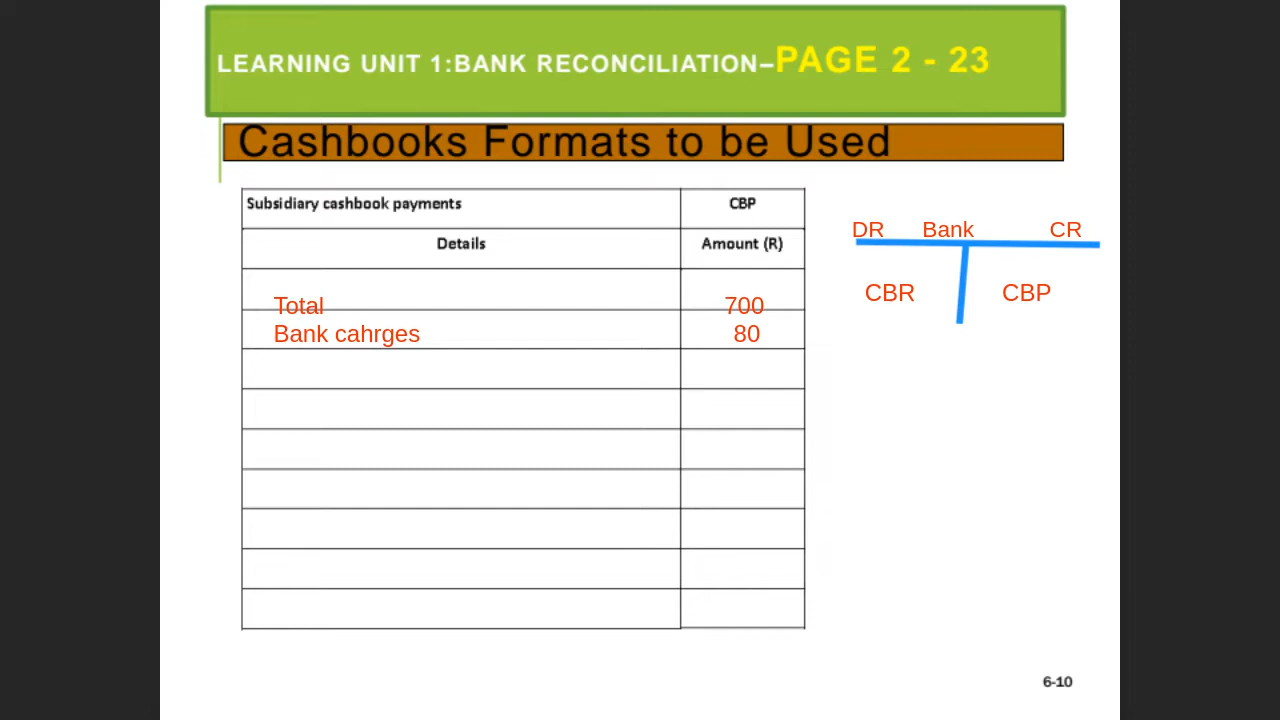 LEARNING UNIT 1:BANK RECONCILIATION–PAGE 2 - 23
Cashbooks Formats to be Used
Subsidiary cashbook payments CBP
Details Amount (R)
Total 700
Bank cahrges 80
DR Bank CR
CBR CBP
6-10